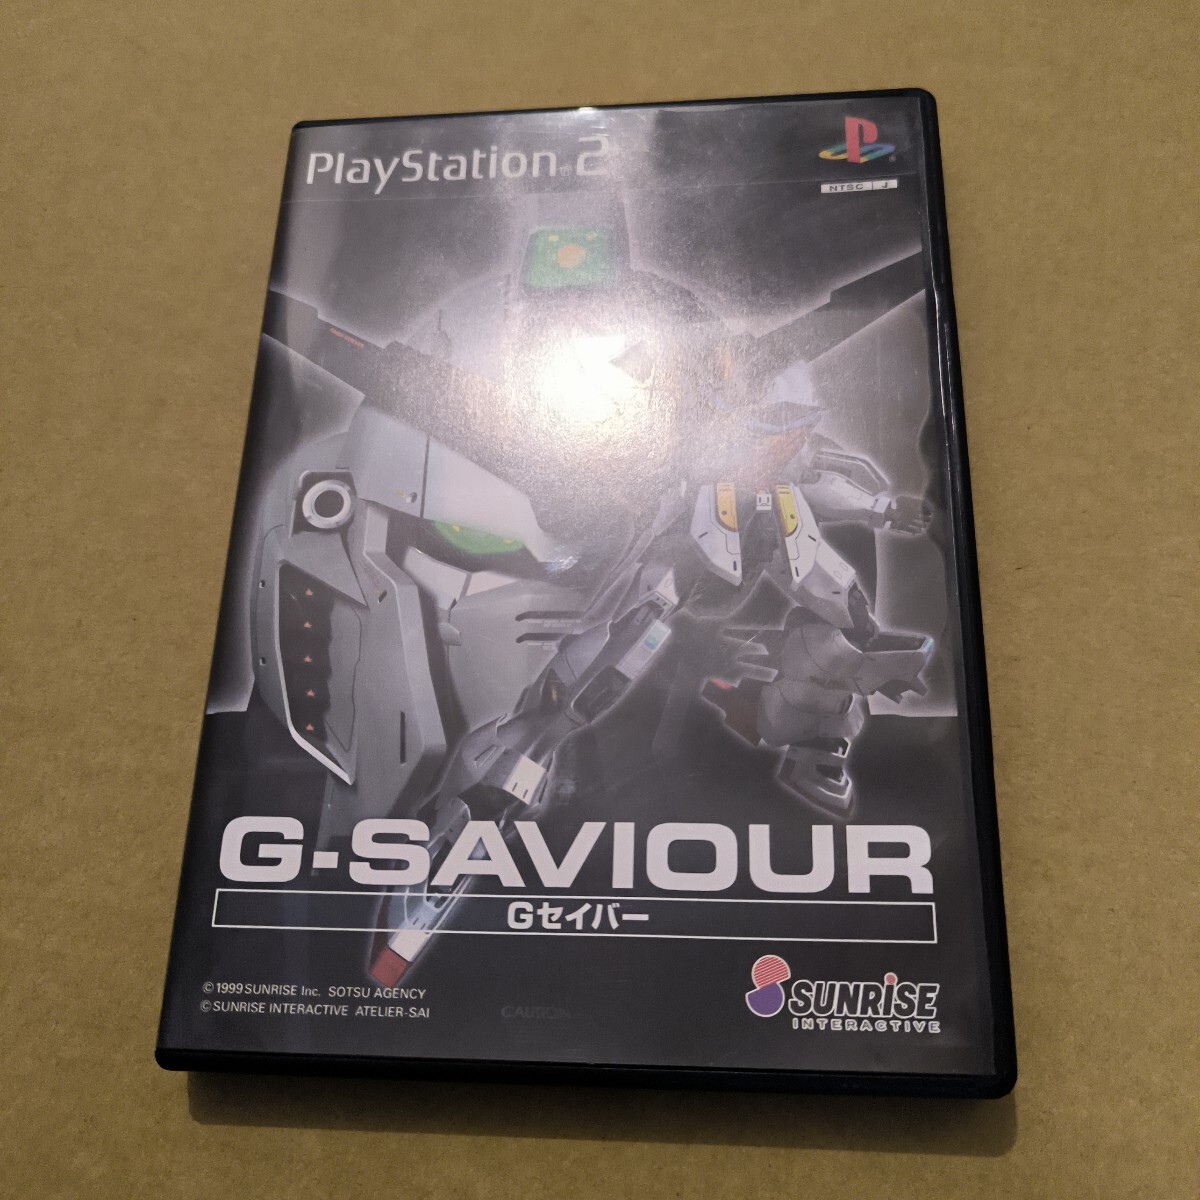 PlayStation®2
NTSC J
G-SAVIOUR
Gセイバー
©1999 SUNRISE Inc. SOTSU AGENCY
©SUNRISE INTERACTIVE ATELIER-SAI
CAUTION
SUNRiSE
INTERACTIVE